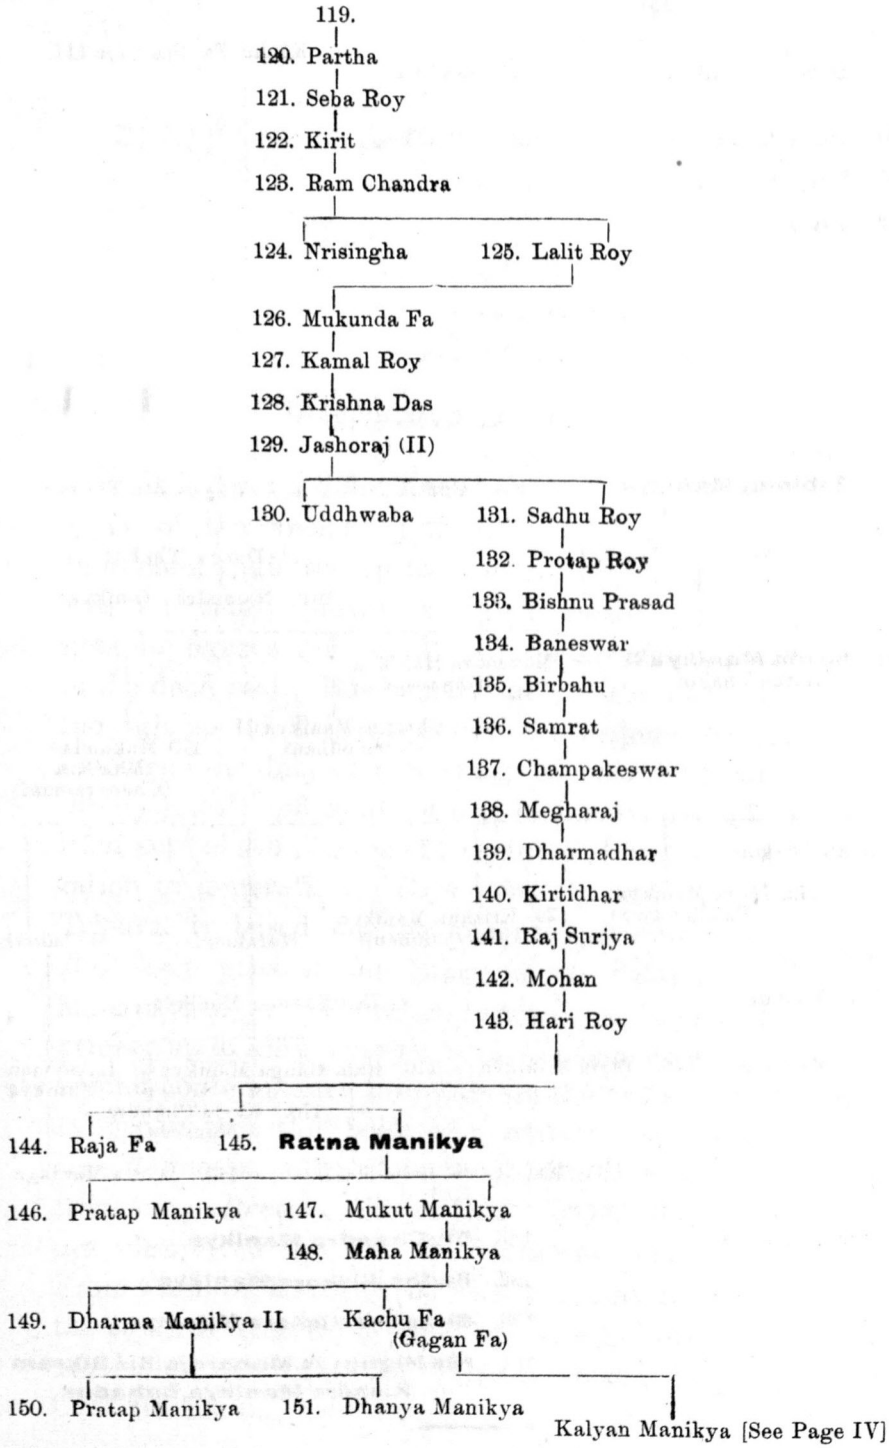 119.
120. Partha
121. Seba Roy
122. Kirit
123. Ram Chandra
124. Nrisingha 125. Lalit Roy
126. Mukunda Fa
127. Kamal Roy
128. Krishna Das
129. Jashoraj (II)
130. Uddhwaba 131. Sadhu Roy
132. Protap Roy
133. Bishnu Prasad
134. Baneswar
135. Birbahu
136. Samrat
137. Champakeswar
138. Megharaj
139. Dharmadhar
140. Kirtidhar
141. Raj Surjya
142. Mohan
143. Hari Roy
144. Raja Fa 145. Ratna Manikya
146. Pratap Manikya 147. Mukut Manikya
148. Maha Manikya
149. Dharma Manikya II Kachu Fa
(Gagan Fa)
150. Pratap Manikya 151. Dhanya Manikya
Kalyan Manikya [See Page IV]